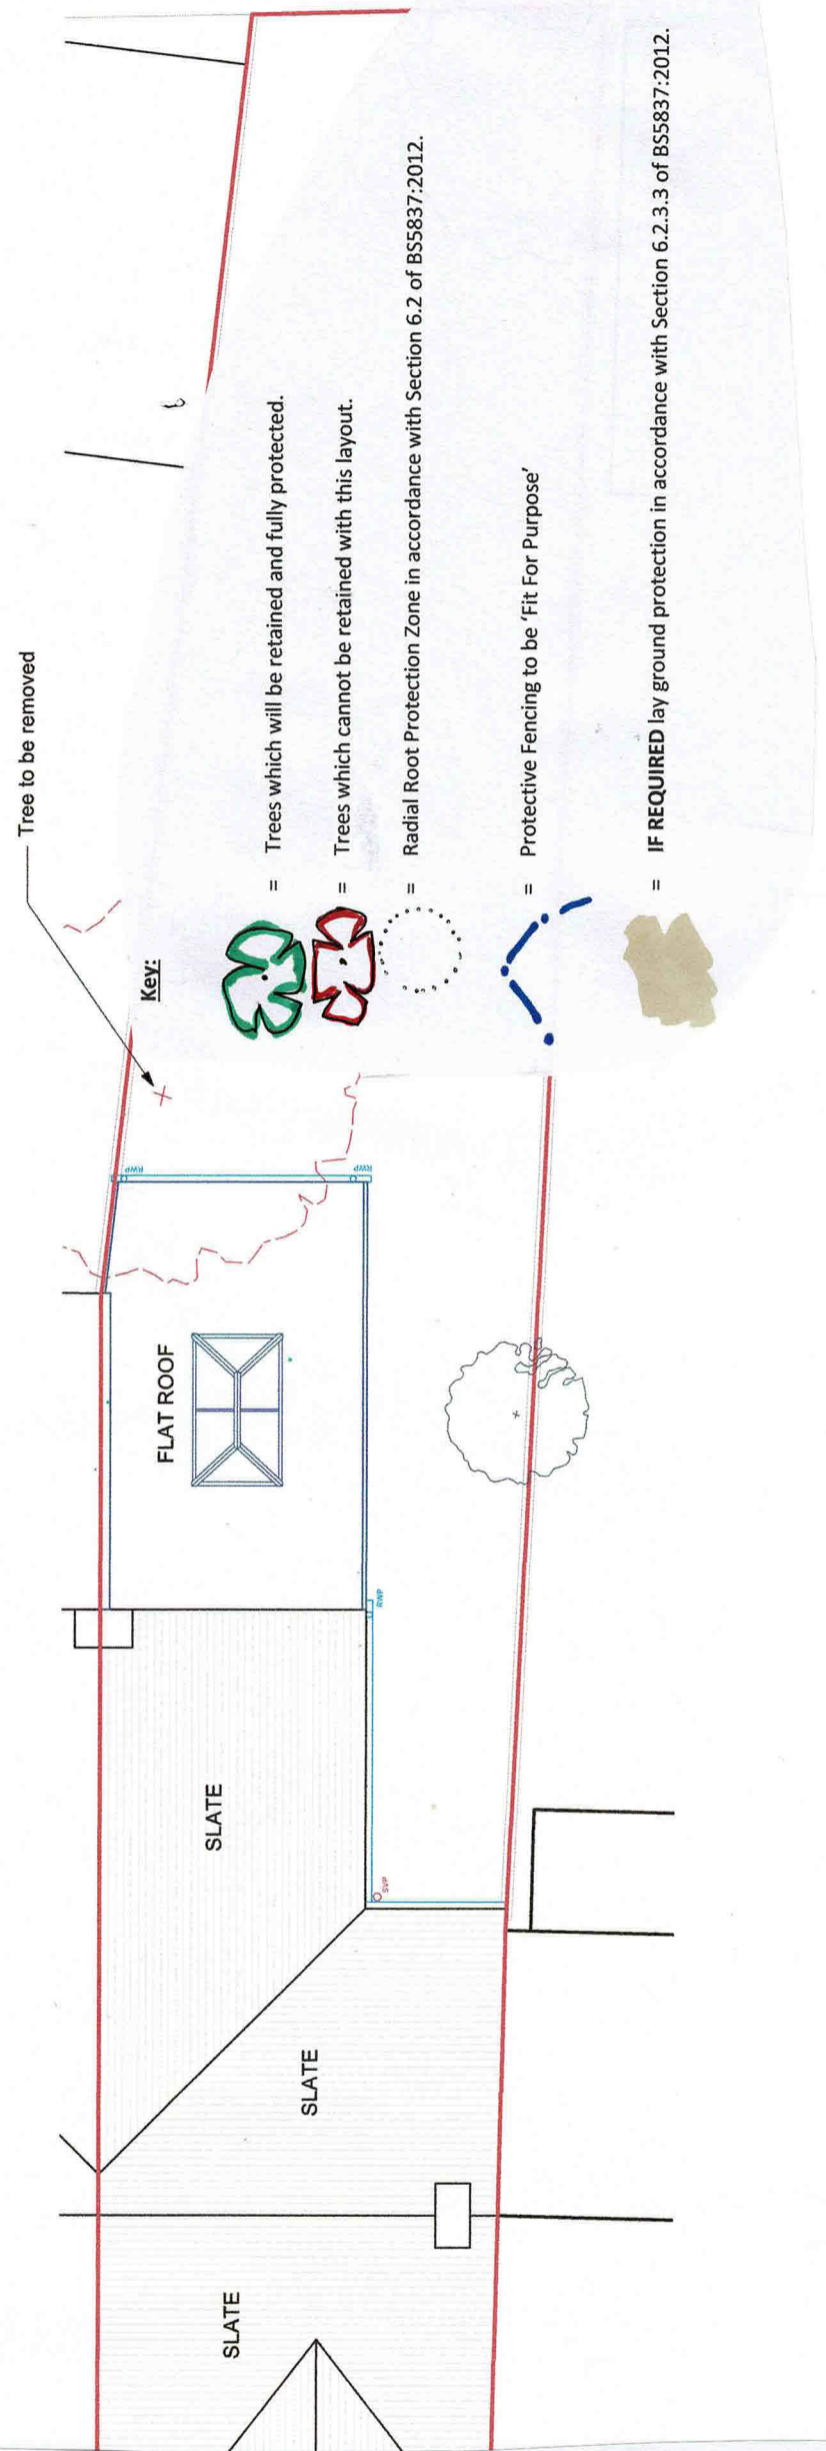 Tree to be removed
Key:
= Trees which will be retained and fully protected.
= Trees which cannot be retained with this layout.
= Radial Root Protection Zone in accordance with Section 6.2 of BS5837:2012.
= Protective Fencing to be ‘Fit For Purpose’
= IF REQUIRED lay ground protection in accordance with Section 6.2.3.3 of BS5837:2012.
RWP
RWP
FLAT ROOF
RWP
SLATE
SVP
SLATE
SLATE